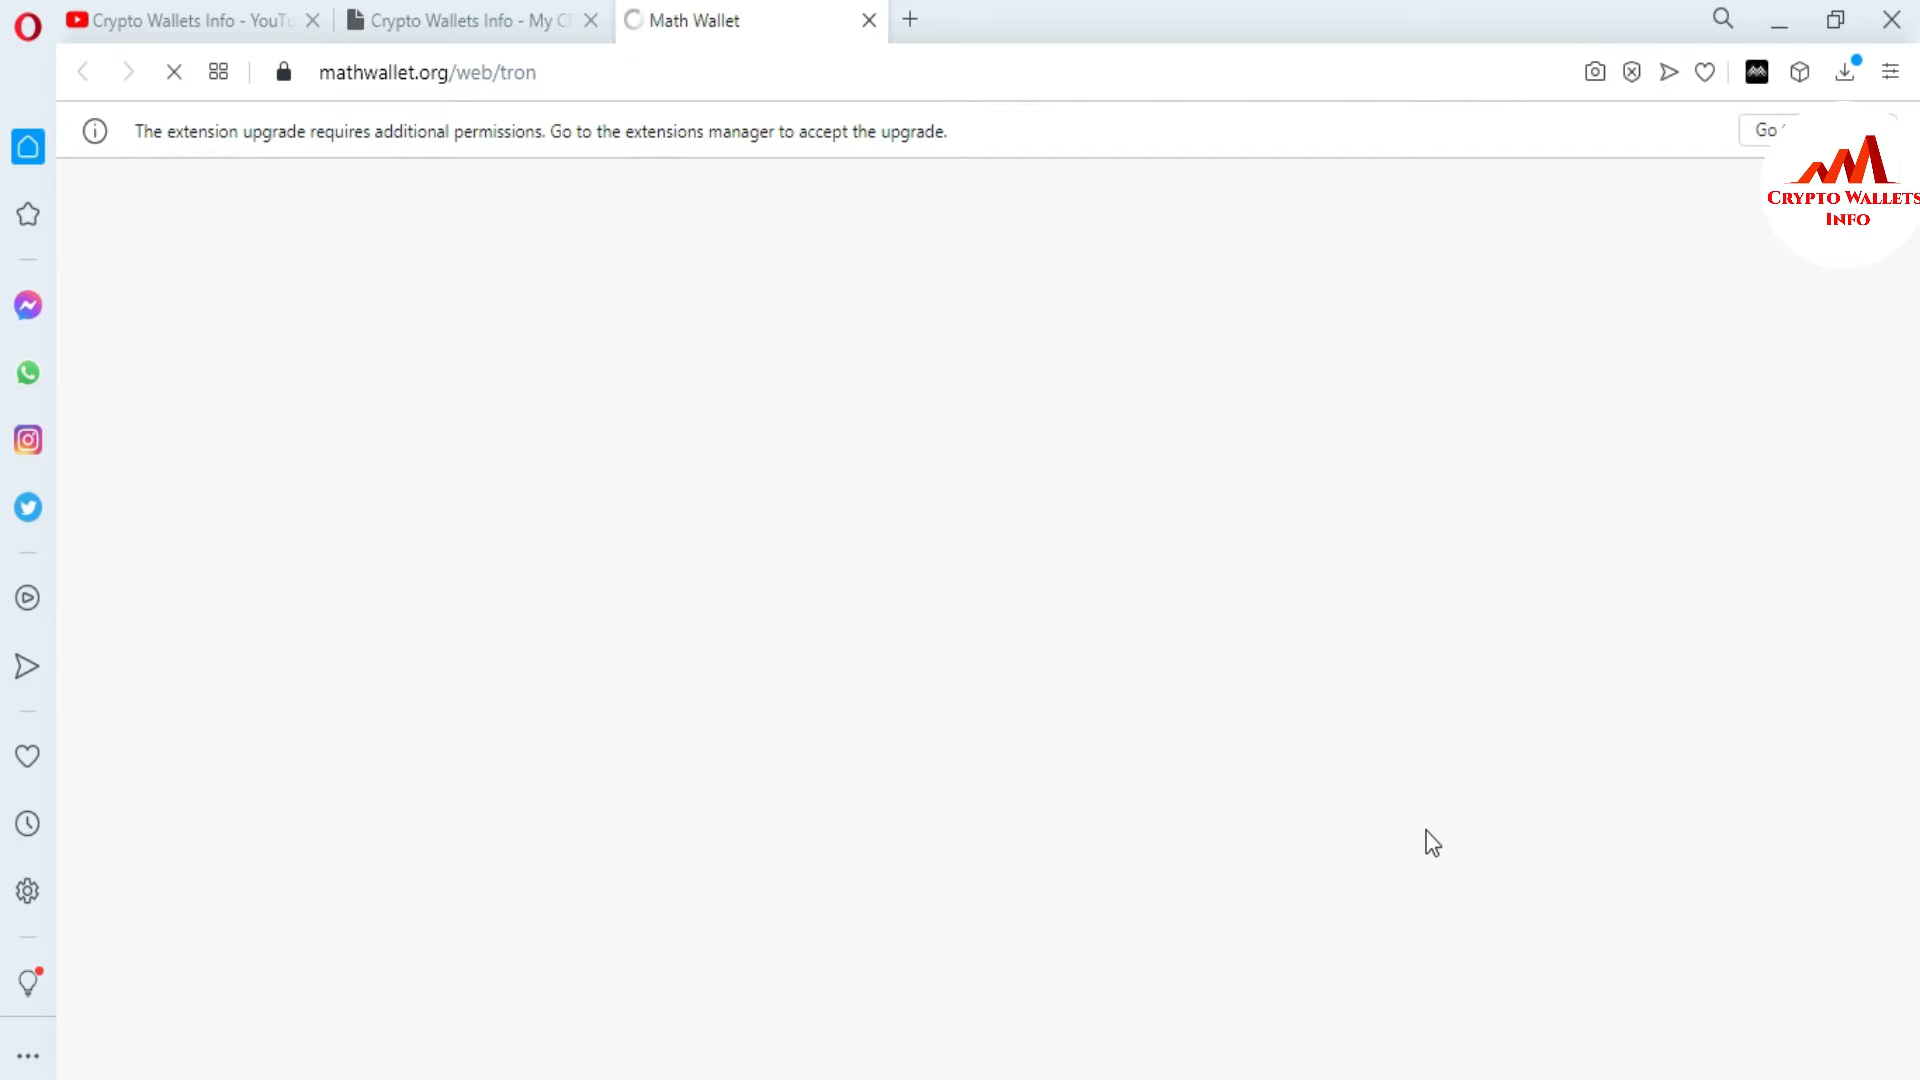 Crypto Wallets Info - YouTu
Crypto Wallets Info - My C
Math Wallet
mathwallet.org/web/tron
The extension upgrade requires additional permissions. Go to the extensions manager to accept the upgrade.
Go
CRYPTO WALLETS
INFO